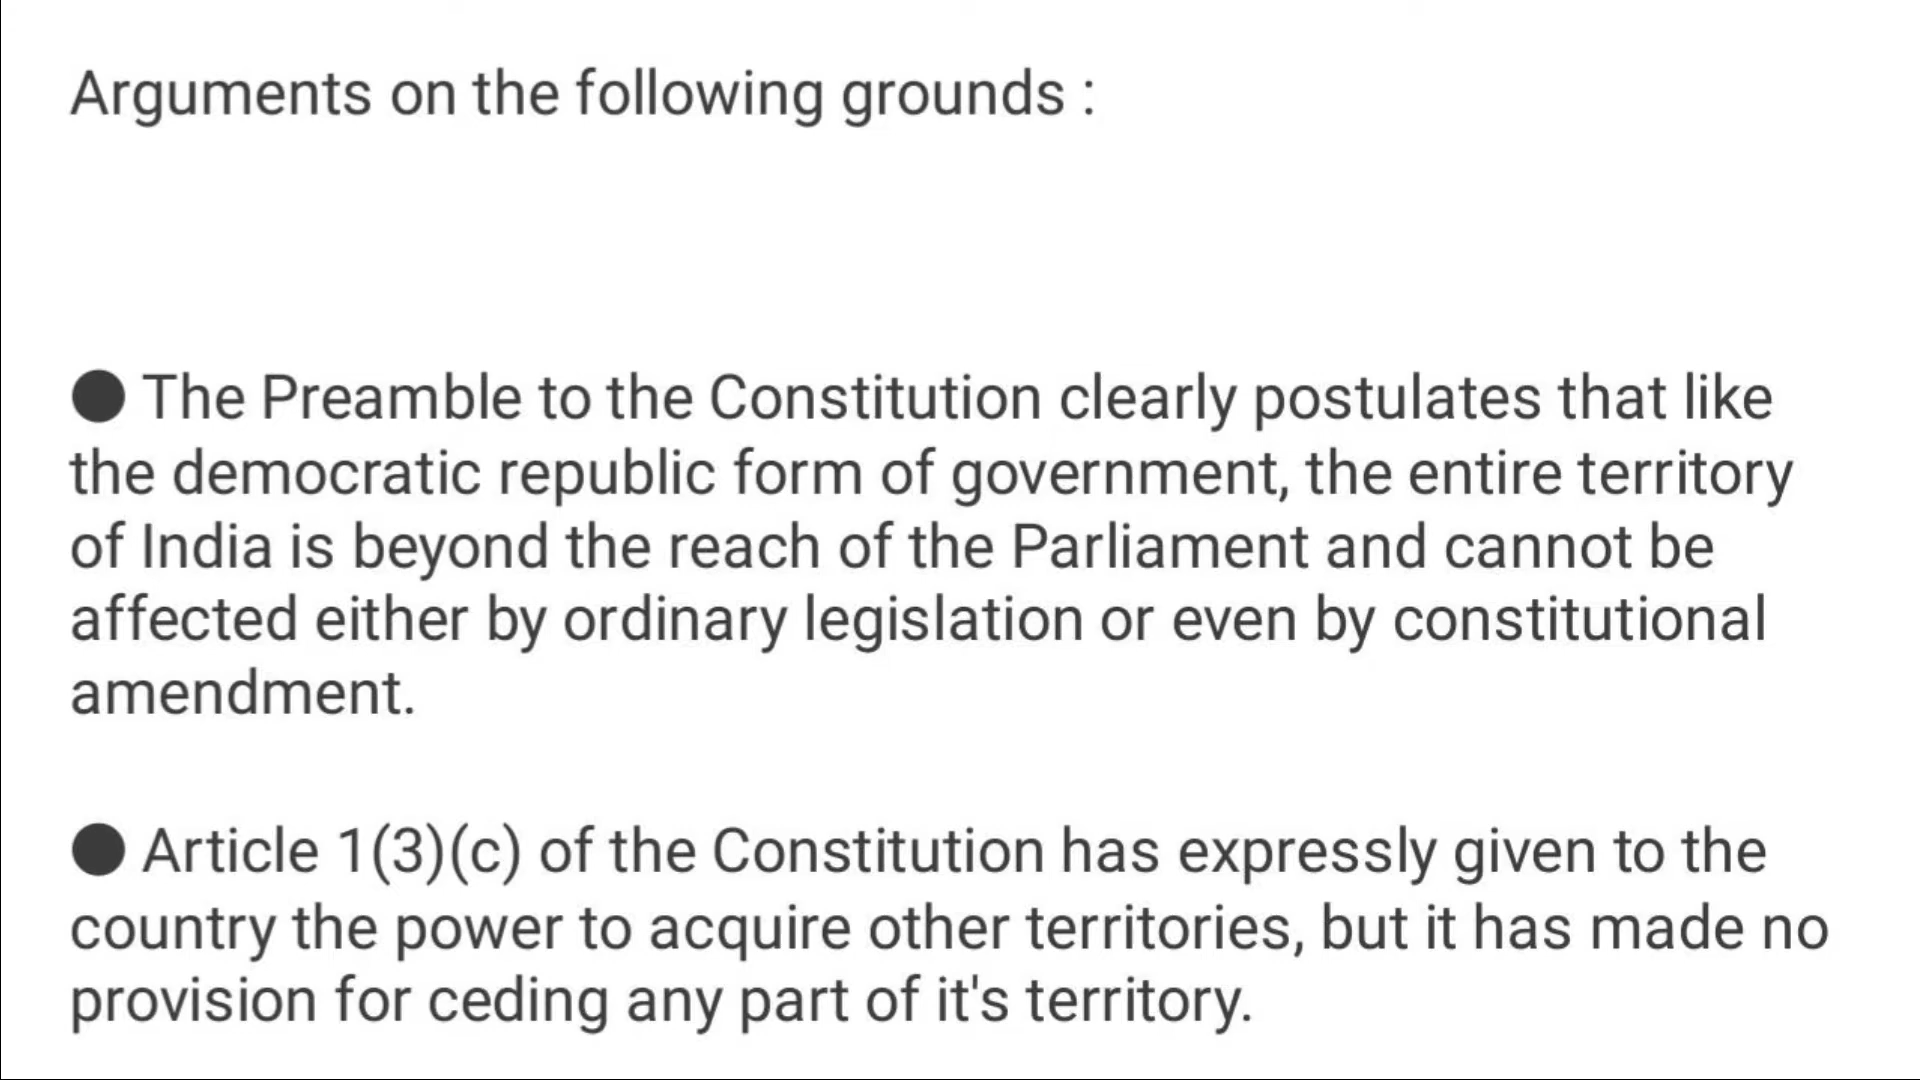 Arguments on the following grounds :
● The Preamble to the Constitution clearly postulates that like
the democratic republic form of government, the entire territory
of India is beyond the reach of the Parliament and cannot be
affected either by ordinary legislation or even by constitutional
amendment.
● Article 1(3)(c) of the Constitution has expressly given to the
country the power to acquire other territories, but it has made no
provision for ceding any part of it's territory.